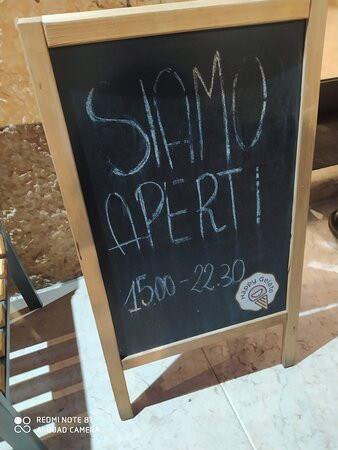 SIAMO
APERTI
15.00-22.30
Happy Gelato
REDMI NOTE 8T
AI QUAD CAMERA